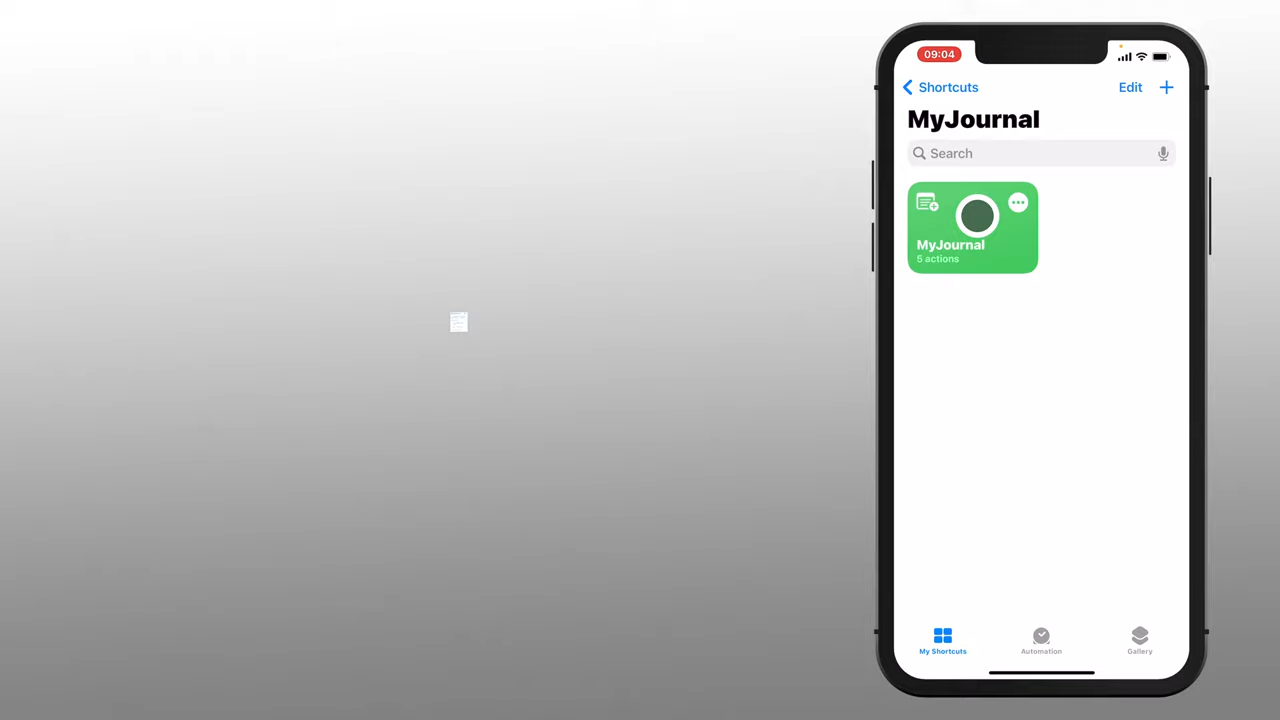 09:04
Shortcuts
Edit
MyJournal
Search
MyJournal
5 actions
My Shortcuts
Automation
Gallery